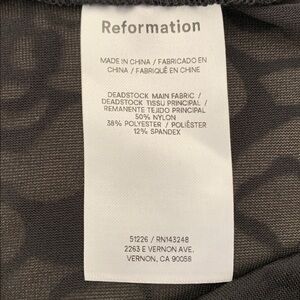 Reformation
MADE IN CHINA / FABRICADO EN
CHINA / FABRIQUÉ EN CHINE
DEADSTOCK MAIN FABRIC /
DEADSTOCK TISSU PRINCIPAL /
REMANENTE TEJIDO PRINCIPAL
50% NYLON
38% POLYESTER / POLIÉSTER
12% SPANDEX
51226 / RN143248
2263 E VERNON AVE.
VERNON, CA 90058